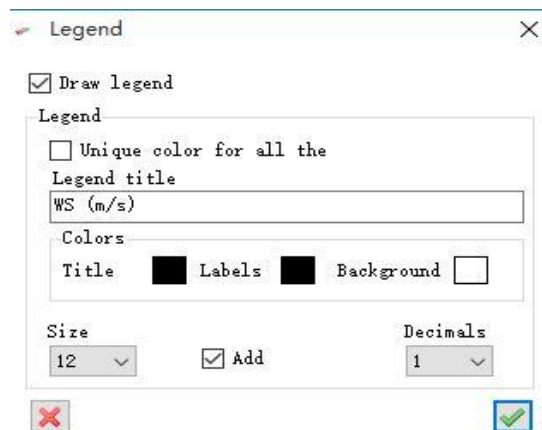 Legend
Draw legend
Legend
Unique color for all the
Legend title
WS (m/s)
Colors
Title Labels Background
Size Decimals
12 Add 1